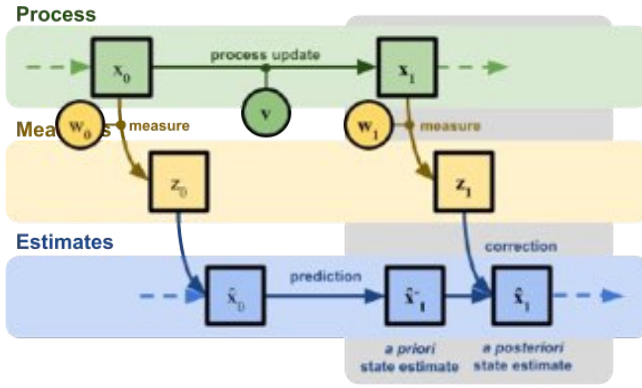 Process
x₀
process update
x₁
v
w₀
measure
w₁
measure
z₀
z₁
Estimates
correction
prediction
x̂₀
x̂⁻₁
x̂₁
a priori
state estimate
a posteriori
state estimate